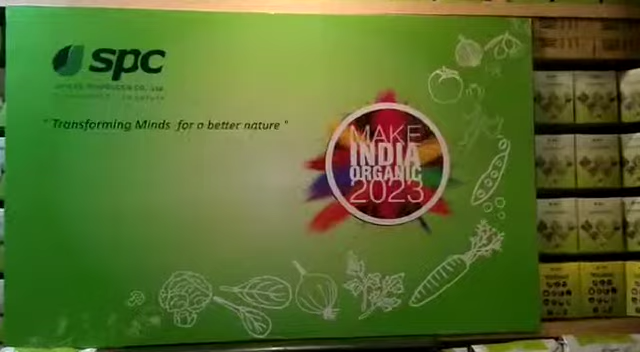 spc
" Transforming Minds for a better nature "
MAKE
INDIA
ORGANIC
2023